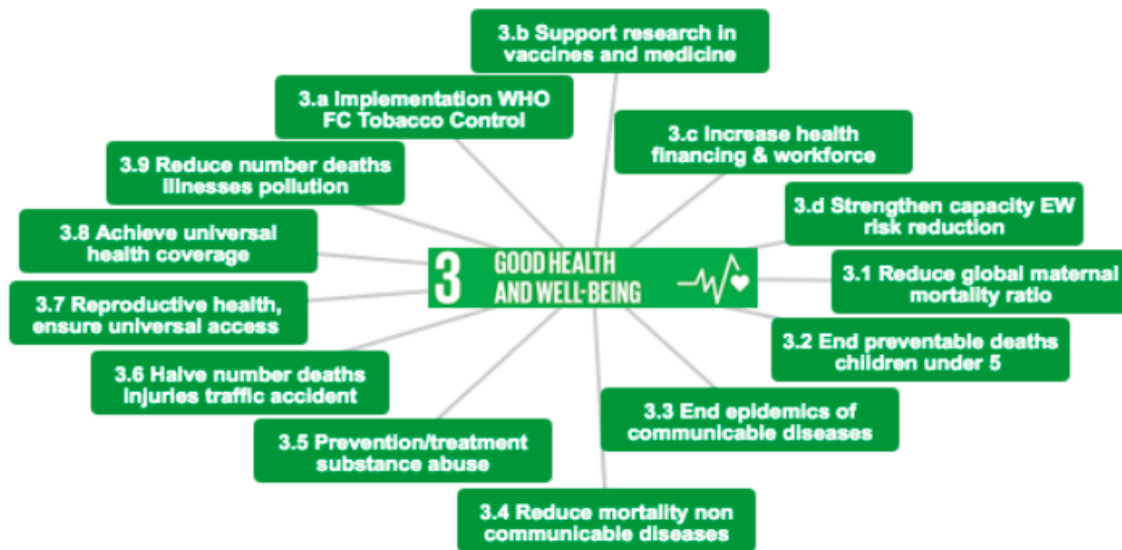 3.b Support research in
vaccines and medicine
3.a Implementation WHO
FC Tobacco Control
3.c Increase health
financing & workforce
3.9 Reduce number deaths
illnesses pollution
3.d Strengthen capacity EW
risk reduction
3.8 Achieve universal
health coverage
3 GOOD HEALTH
AND WELL-BEING
3.1 Reduce global maternal
mortality ratio
3.7 Reproductive health,
ensure universal access
3.2 End preventable deaths
children under 5
3.6 Halve number deaths
injuries traffic accident
3.3 End epidemics of
communicable diseases
3.5 Prevention/treatment
substance abuse
3.4 Reduce mortality non
communicable diseases